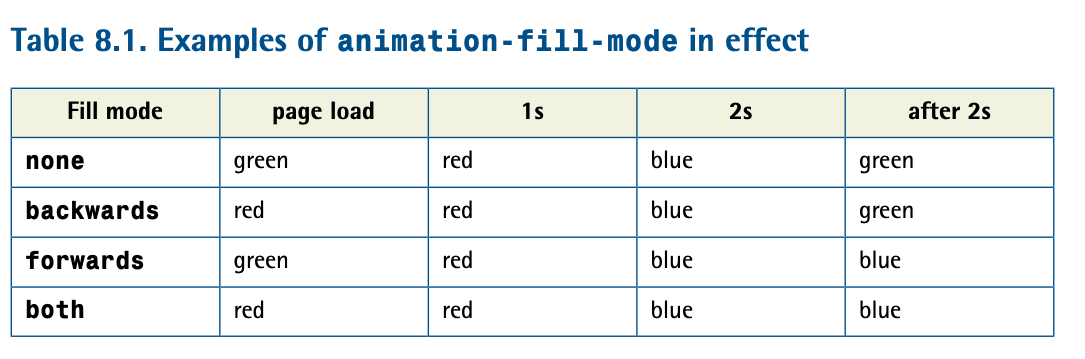 Table 8.1. Examples of animation-fill-mode in effect
Fill mode page load 1s 2s after 2s
none green red blue green
backwards red red blue green
forwards green red blue blue
both red red blue blue